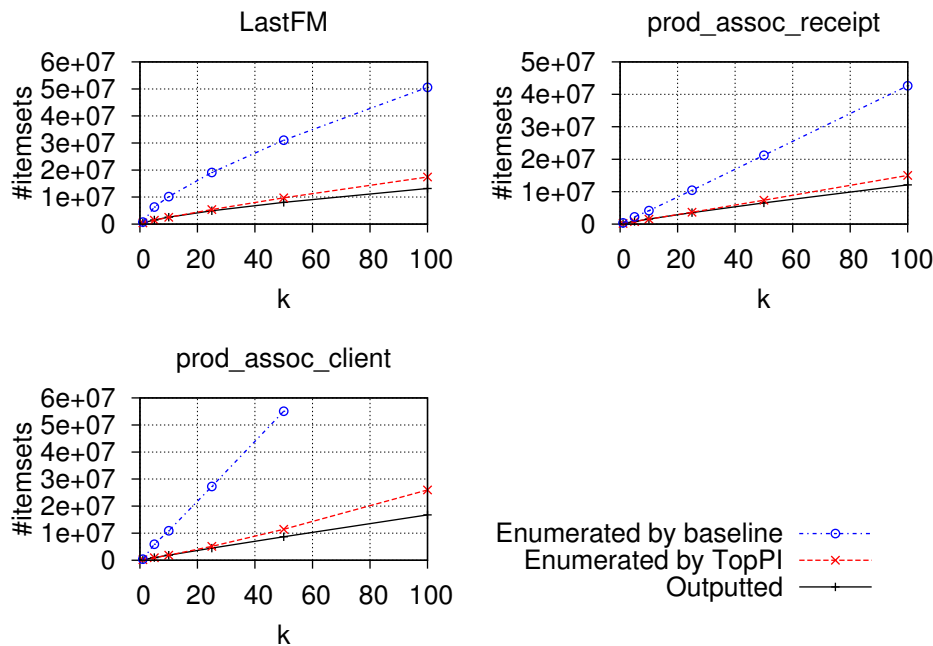 LastFM
#itemsets
6e+07
5e+07
4e+07
3e+07
2e+07
1e+07
0
0 20 40 60 80 100
k
prod_assoc_receipt
#itemsets
5e+07
4e+07
3e+07
2e+07
1e+07
0
0 20 40 60 80 100
k
prod_assoc_client
#itemsets
6e+07
5e+07
4e+07
3e+07
2e+07
1e+07
0
0 20 40 60 80 100
k
Enumerated by baseline
Enumerated by TopPI
Outputted